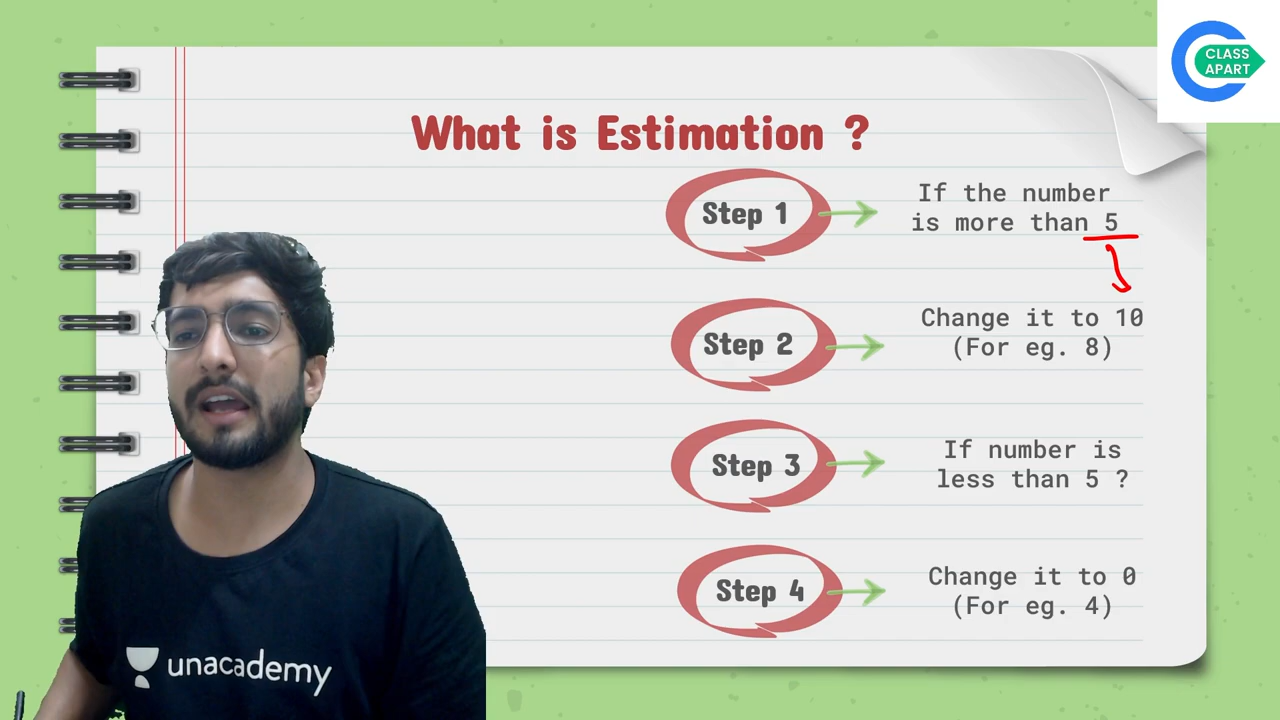 CLASS
APART
What is Estimation ?
Step 1
If the number
is more than 5
Step 2
Change it to 10
(For eg. 8)
Step 3
If number is
less than 5 ?
Step 4
Change it to 0
(For eg. 4)
unacademy